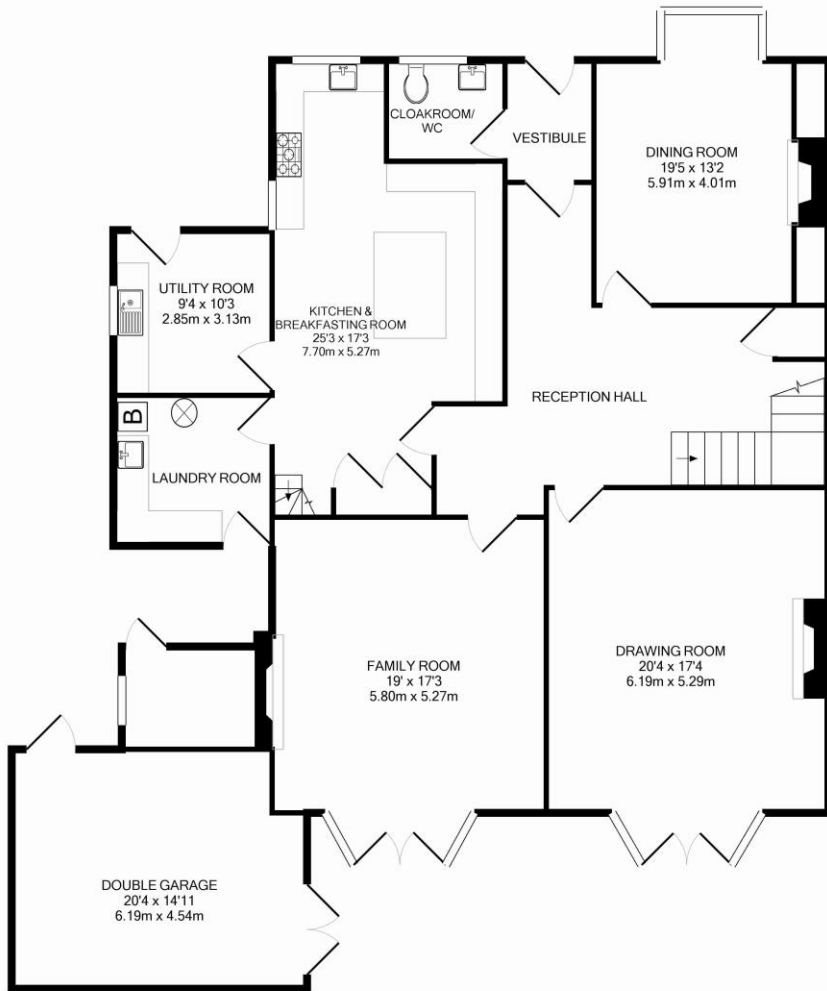 CLOAKROOM/
WC
VESTIBULE
DINING ROOM
19'5 x 13'2
5.91m x 4.01m
UTILITY ROOM
9'4 x 10'3
2.85m x 3.13m
KITCHEN &
BREAKFASTING ROOM
25'3 x 17'3
7.70m x 5.27m
RECEPTION HALL
B
LAUNDRY ROOM
FAMILY ROOM
19' x 17'3
5.80m x 5.27m
DRAWING ROOM
20'4 x 17'4
6.19m x 5.29m
DOUBLE GARAGE
20'4 x 14'11
6.19m x 4.54m